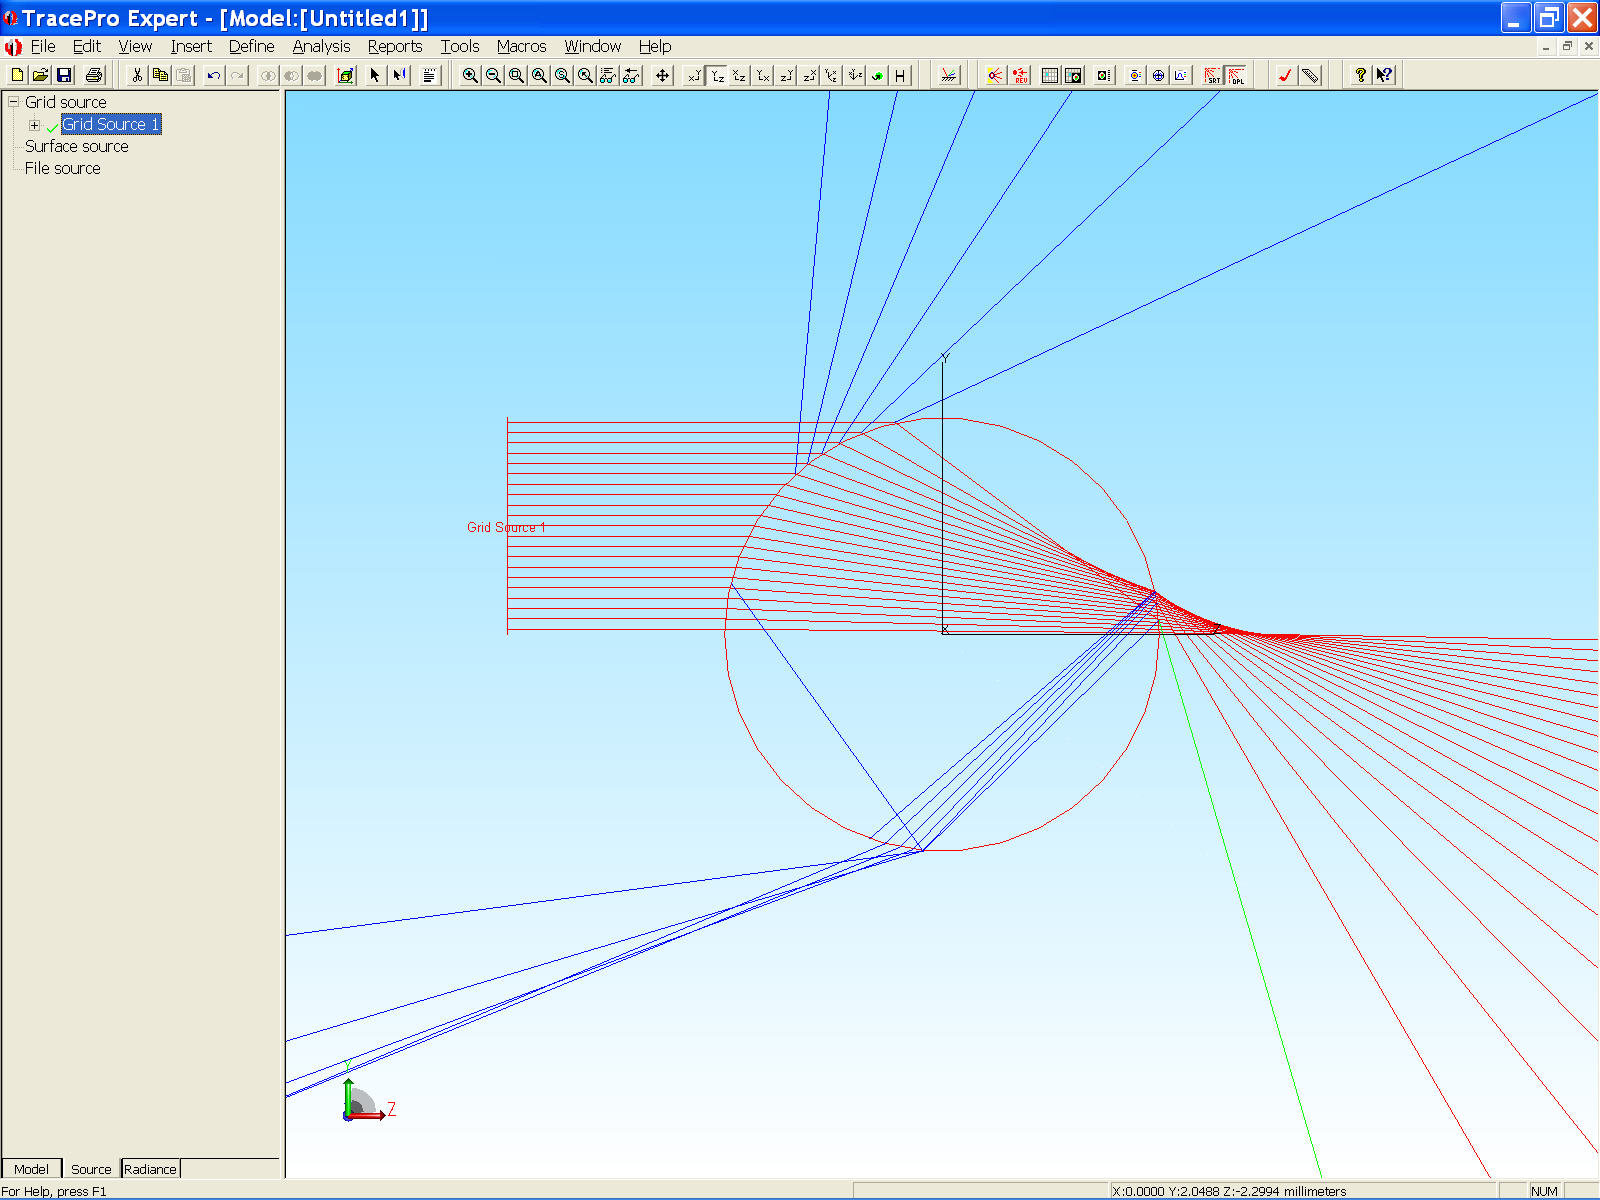 TracePro Expert - [Model:[Untitled1]]
File Edit View Insert Define Analysis Reports Tools Macros Window Help
Grid source
Grid Source 1
Surface source
File source
Y
Grid Source 1
X
Y
Z
Model Source Radiance
For Help, press F1
X:0.0000 Y:2.0488 Z:-2.2994 millimeters
NUM